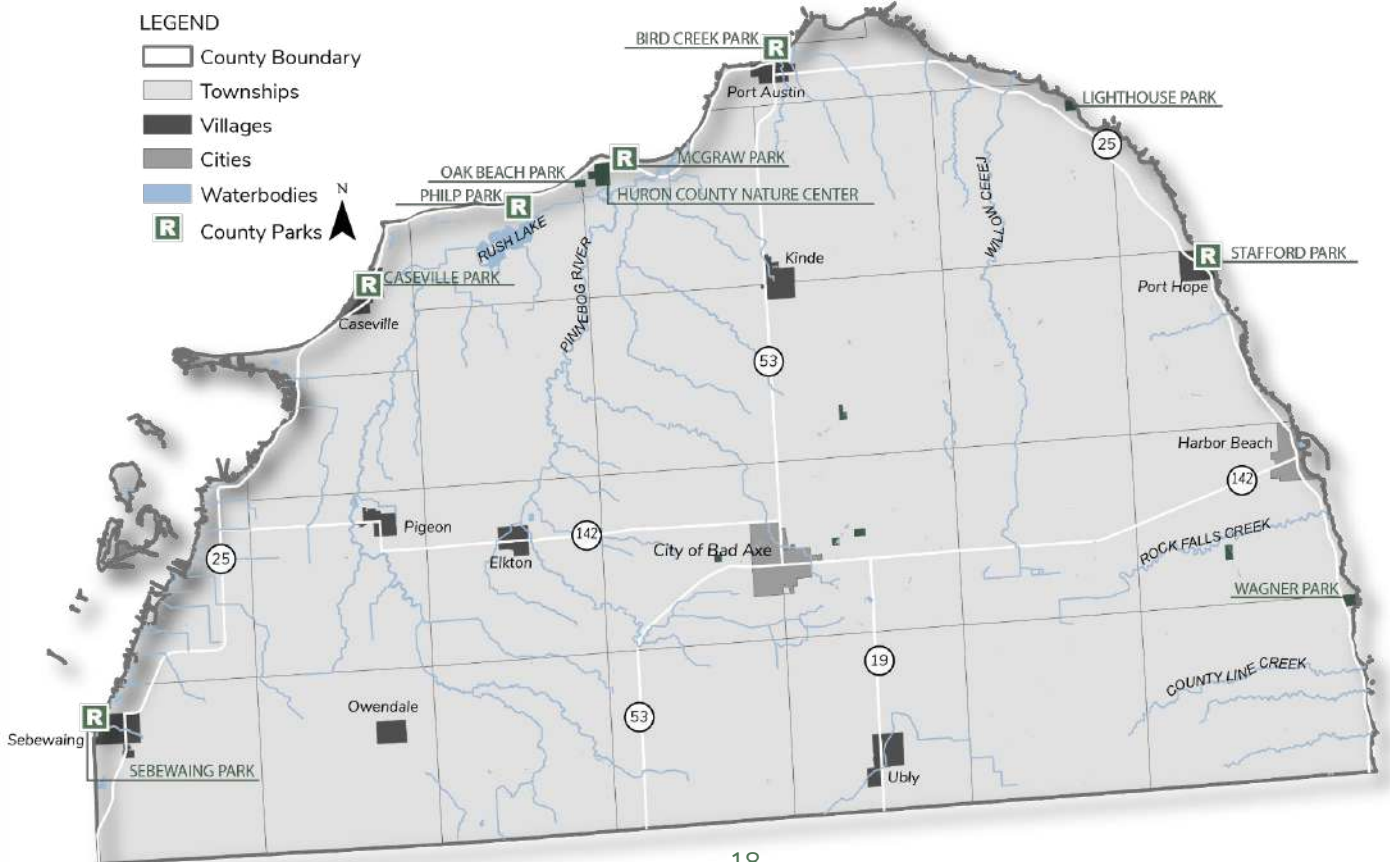 LEGEND
County Boundary
Townships
Villages
Cities
Waterbodies
N
R
County Parks
BIRD CREEK PARK
R
Port Austin
LIGHTHOUSE PARK
25
R
MCGRAW PARK
OAK BEACH PARK
HURON COUNTY NATURE CENTER
PHILP PARK
R
RUSH LAKE
PINNEBOG RIVER
WILLOW CEEEJ
Kinde
R
STAFFORD PARK
Port Hope
R
CASEVILLE PARK
Caseville
53
Harbor Beach
142
Pigeon
Elkton
142
City of Bad Axe
25
ROCK FALLS CREEK
WAGNER PARK
19
COUNTY LINE CREEK
Owendale
53
R
Sebewaing
SEBEWAING PARK
Ubly
18